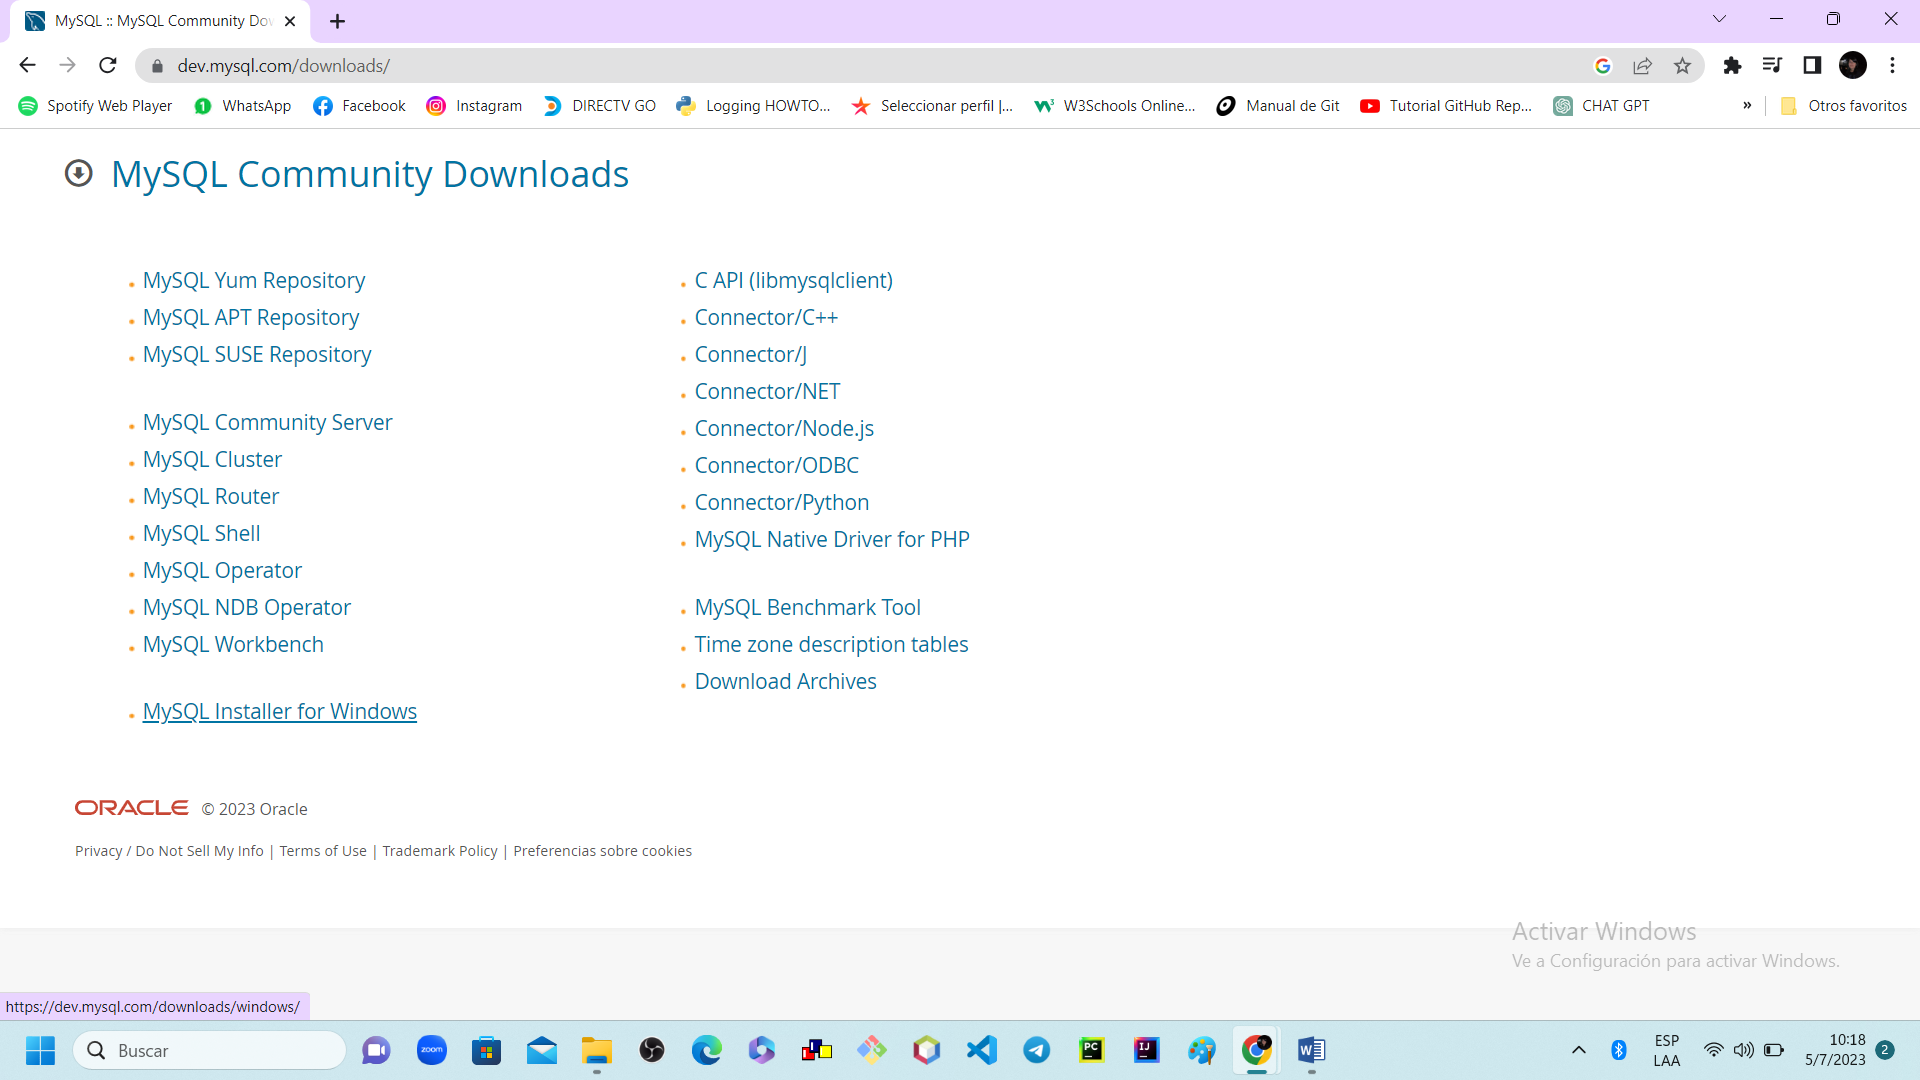 MySQL :: MySQL Community Do
dev.mysql.com/downloads/
Spotify Web Player
WhatsApp
Facebook
Instagram
DIRECTV GO
Logging HOWTO...
Seleccionar perfil |...
W3Schools Online...
Manual de Git
Tutorial GitHub Rep...
CHAT GPT
»
Otros favoritos
MySQL Community Downloads
MySQL Yum Repository
MySQL APT Repository
MySQL SUSE Repository
MySQL Community Server
MySQL Cluster
MySQL Router
MySQL Shell
MySQL Operator
MySQL NDB Operator
MySQL Workbench
MySQL Installer for Windows
C API (libmysqlclient)
Connector/C++
Connector/J
Connector/NET
Connector/Node.js
Connector/ODBC
Connector/Python
MySQL Native Driver for PHP
MySQL Benchmark Tool
Time zone description tables
Download Archives
ORACLE © 2023 Oracle
Privacy / Do Not Sell My Info | Terms of Use | Trademark Policy | Preferencias sobre cookies
Activar Windows
Ve a Configuración para activar Windows.
https://dev.mysql.com/downloads/windows/
Buscar
zoom
PC
IJ
ESP
LAA
10:18
5/7/2023
2